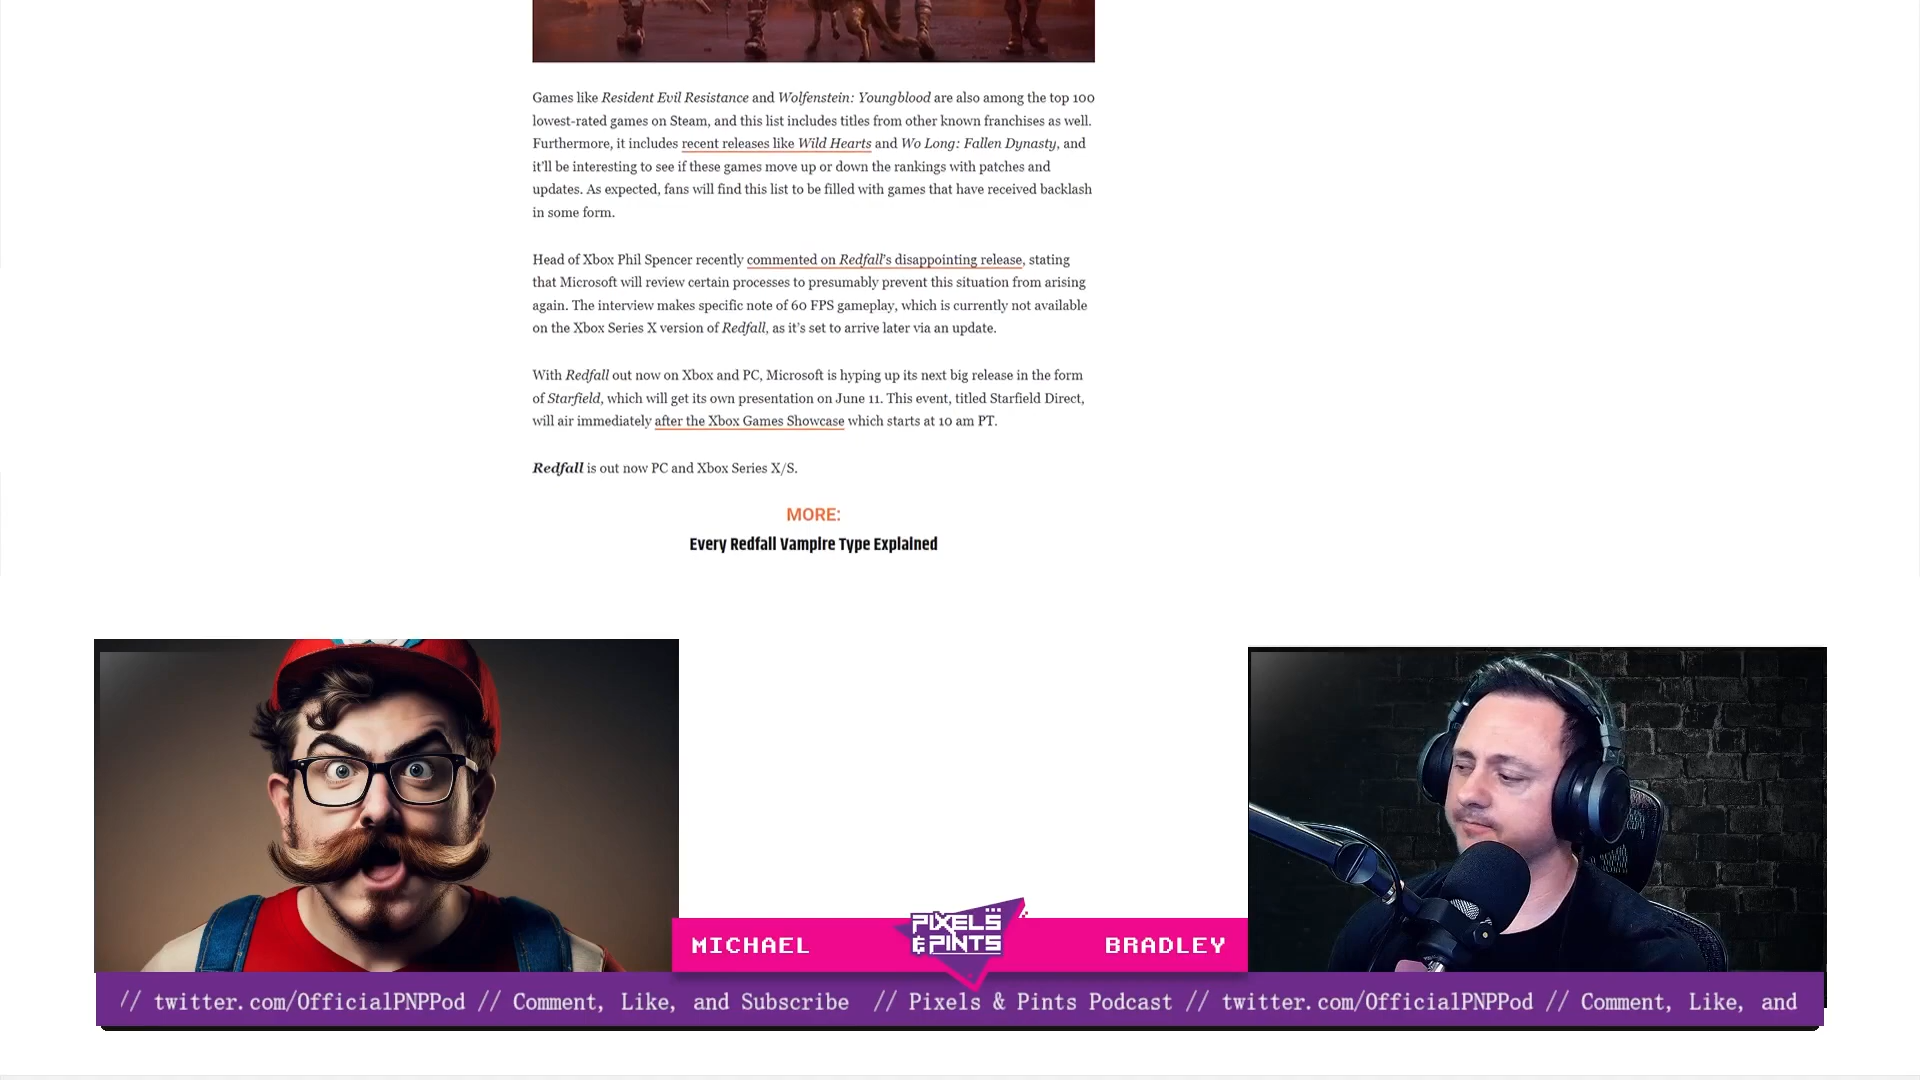 Games like Resident Evil Resistance and Wolfenstein: Youngblood are also among the top 100
lowest-rated games on Steam, and this list includes titles from other known franchises as well.
Furthermore, it includes recent releases like Wild Hearts and Wo Long: Fallen Dynasty, and
it'll be interesting to see if these games move up or down the rankings with patches and
updates. As expected, fans will find this list to be filled with games that have received backlash
in some form.
Head of Xbox Phil Spencer recently commented on Redfall's disappointing release, stating
that Microsoft will review certain processes to presumably prevent this situation from arising
again. The interview makes specific note of 60 FPS gameplay, which is currently not available
on the Xbox Series X version of Redfall, as it's set to arrive later via an update.
With Redfall out now on Xbox and PC, Microsoft is hyping up its next big release in the form
of Starfield, which will get its own presentation on June 11. This event, titled Starfield Direct,
will air immediately after the Xbox Games Showcase which starts at 10 am PT.
Redfall is out now PC and Xbox Series X/S.
MORE:
Every Redfall Vampire Type Explained
MICHAEL
PIXELS
& PINTS
BRADLEY
// twitter.com/OfficialPNPPod // Comment, Like, and Subscribe // Pixels & Pints Podcast // twitter.com/OfficialPNPPod // Comment, Like, and